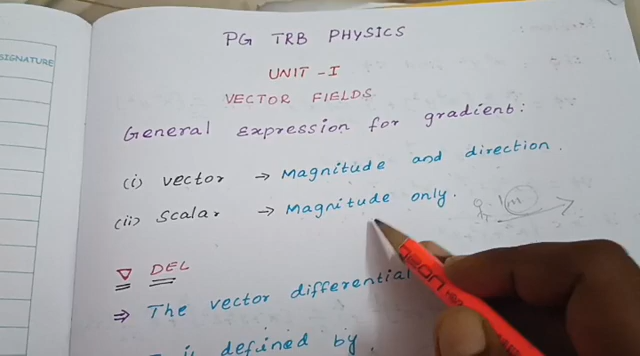 SIGNATURE
PG TRB PHYSICS
UNIT - I
VECTOR FIELDS.
General Expression for gradient:
(i) vector → Magnitude and direction.
(ii) Scalar → Magnitude only.
1m
∇ DEL
⇒ The vector differential
is defined by